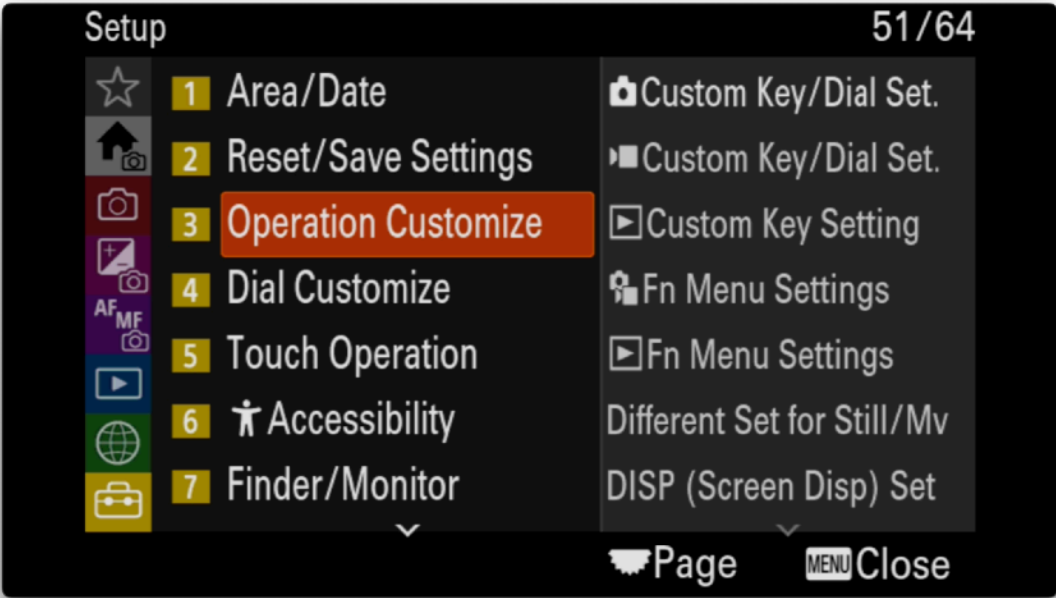 Setup 51/64
1 Area/Date
2 Reset/Save Settings
3 Operation Customize
4 Dial Customize
5 Touch Operation
6 Accessibility
7 Finder/Monitor
AF MF
Custom Key/Dial Set.
Custom Key/Dial Set.
Custom Key Setting
Fn Menu Settings
Fn Menu Settings
Different Set for Still/Mv
DISP (Screen Disp) Set
Page MENU Close